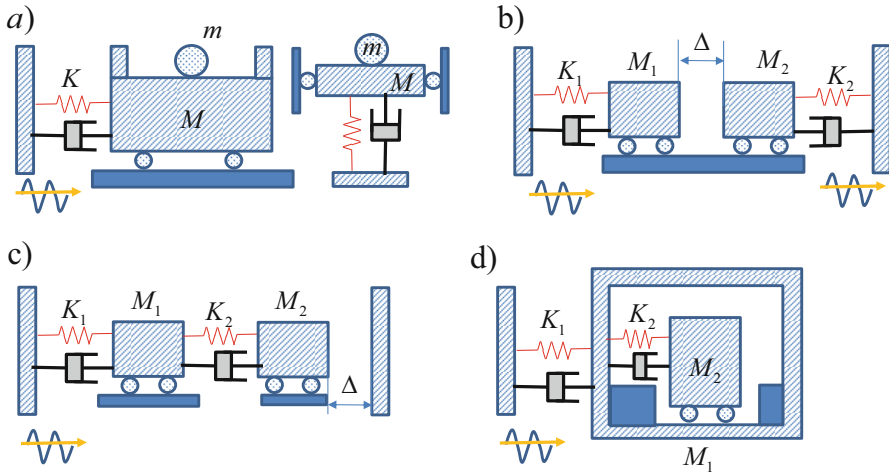 a)
m
K
M
m
M
b)
Δ
M₁
M₂
K₁
K₂
c)
K₁
M₁
K₂
M₂
Δ
d)
K₁
K₂
M₂
M₁